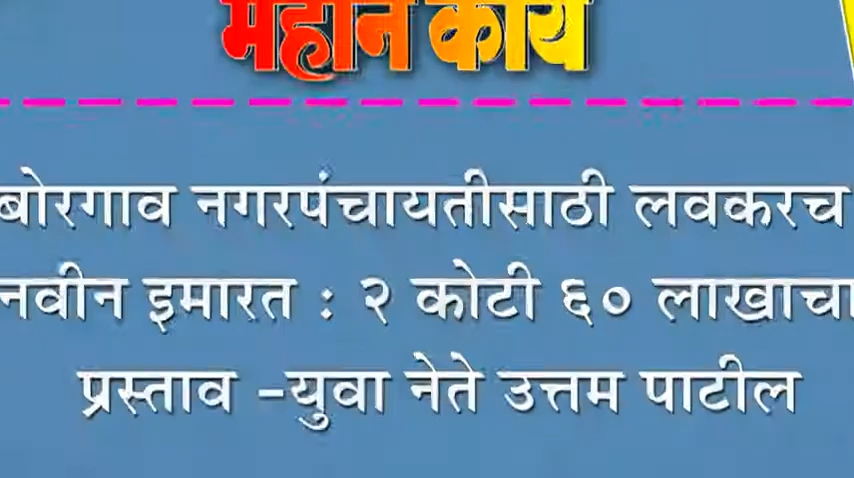 महान कार्य
बोरगाव नगरपंचायतीसाठी लवकरच
नवीन इमारत : २ कोटी ६० लाखाचा
प्रस्ताव -युवा नेते उत्तम पाटील